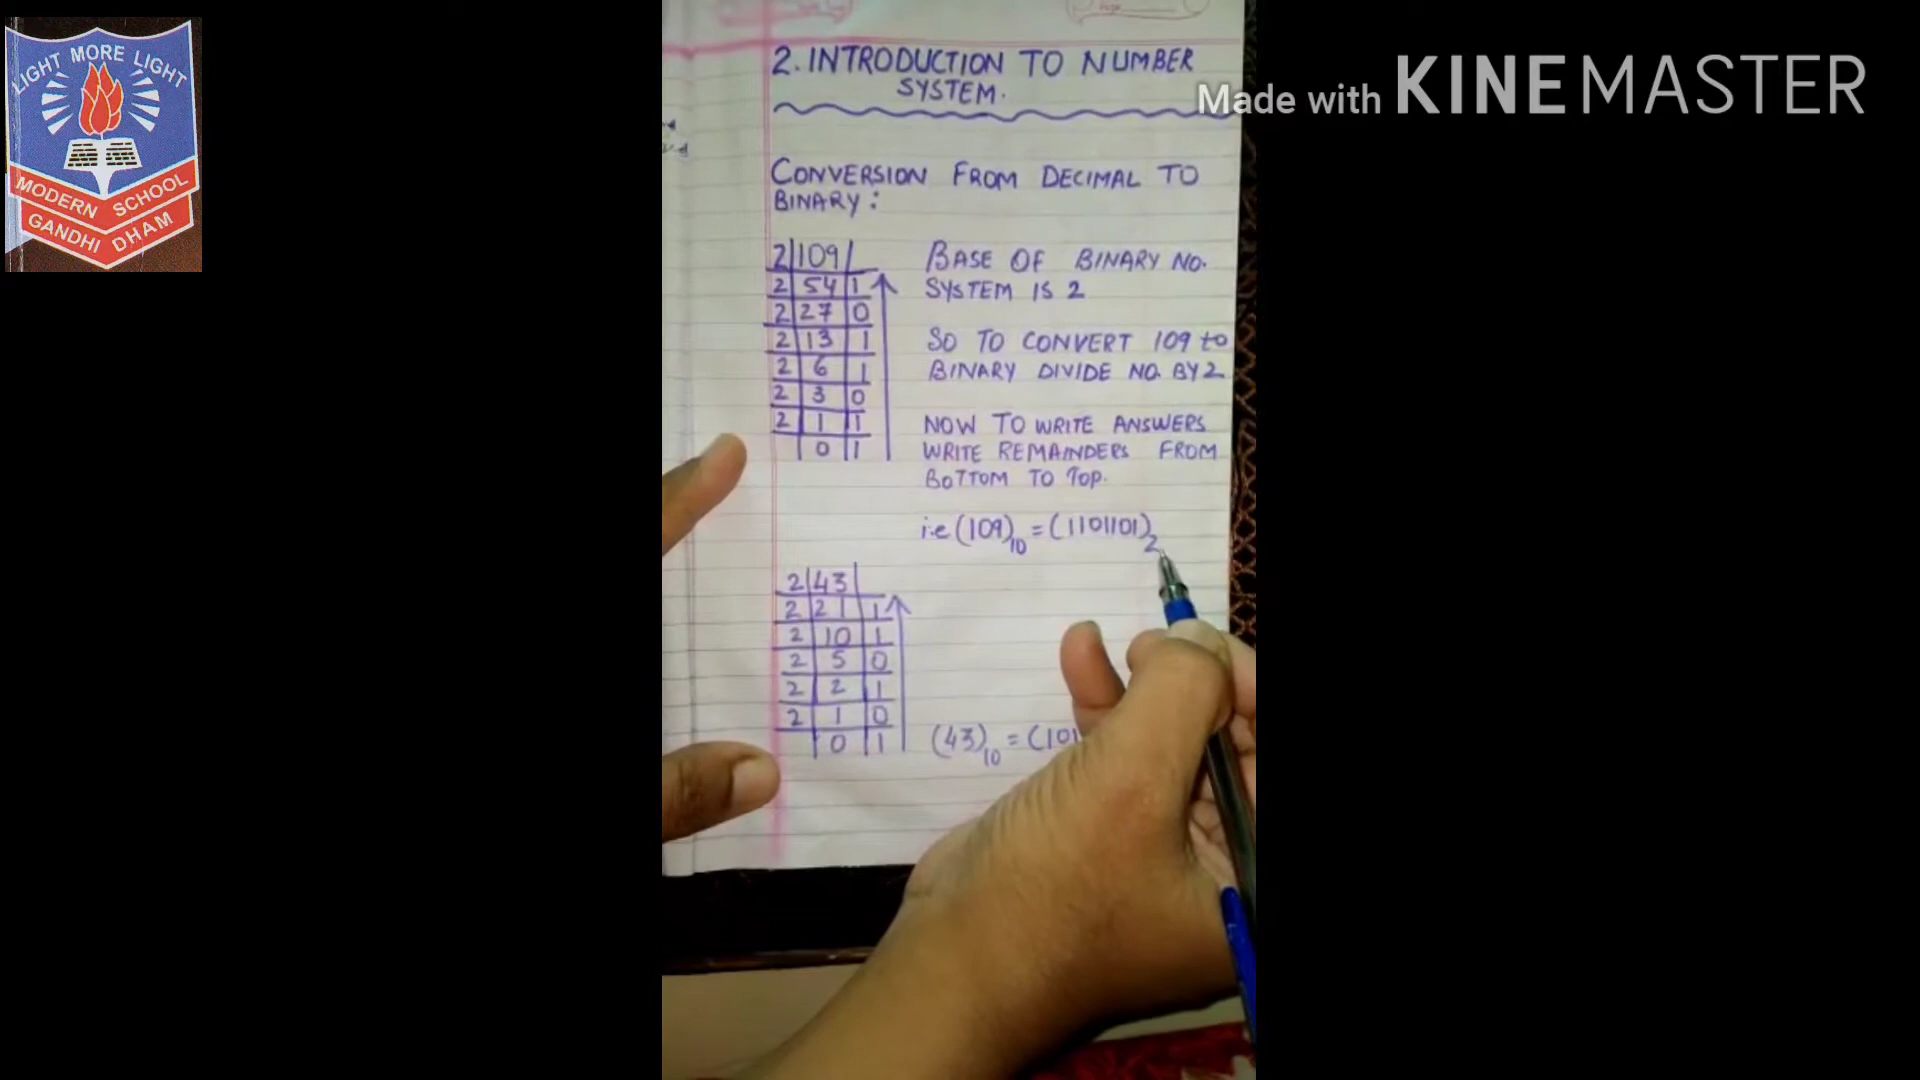 LIGHT MORE LIGHT
MODERN SCHOOL
GANDHI DHAM
Made with KINEMASTER
2. INTRODUCTION TO NUMBER
SYSTEM.
CONVERSION FROM DECIMAL TO
BINARY:
2 109
2 54 1
2 27 0
2 13 1
2 6 1
2 3 0
2 1 1
0 1
BASE OF BINARY NO.
SYSTEM IS 2
SO TO CONVERT 109 to
BINARY DIVIDE NO. BY 2
NOW TO WRITE ANSWERS
WRITE REMAINDERS FROM
BOTTOM TO TOP.
i.e (109)10 = (1101101)2
2 43
2 21 1
2 10 1
2 5 0
2 2 1
2 1 0
0 1
(43)10 = (101